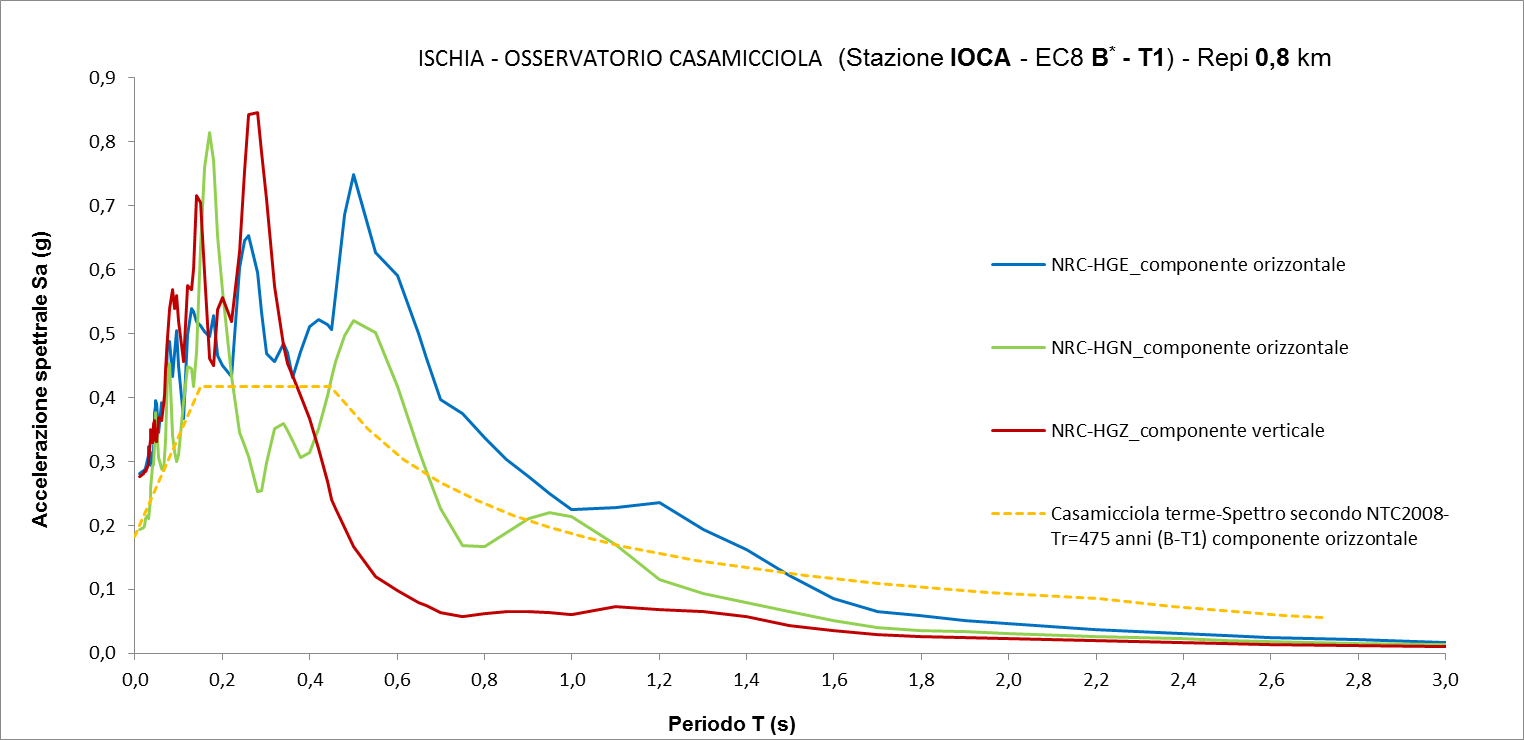 ISCHIA - OSSERVATORIO CASAMICCIOLA (Stazione IOCA - EC8 B* - T1) - Repi 0,8 km
Accelerazione spettrale Sa (g)
0,9
0,8
0,7
0,6
0,5
0,4
0,3
0,2
0,1
0,0
NRC-HGE_componente orizzontale
NRC-HGN_componente orizzontale
NRC-HGZ_componente verticale
Casamicciola terme-Spettro secondo NTC2008-
Tr=475 anni (B-T1) componente orizzontale
0,0 0,2 0,4 0,6 0,8 1,0 1,2 1,4 1,6 1,8 2,0 2,2 2,4 2,6 2,8 3,0
Periodo T (s)